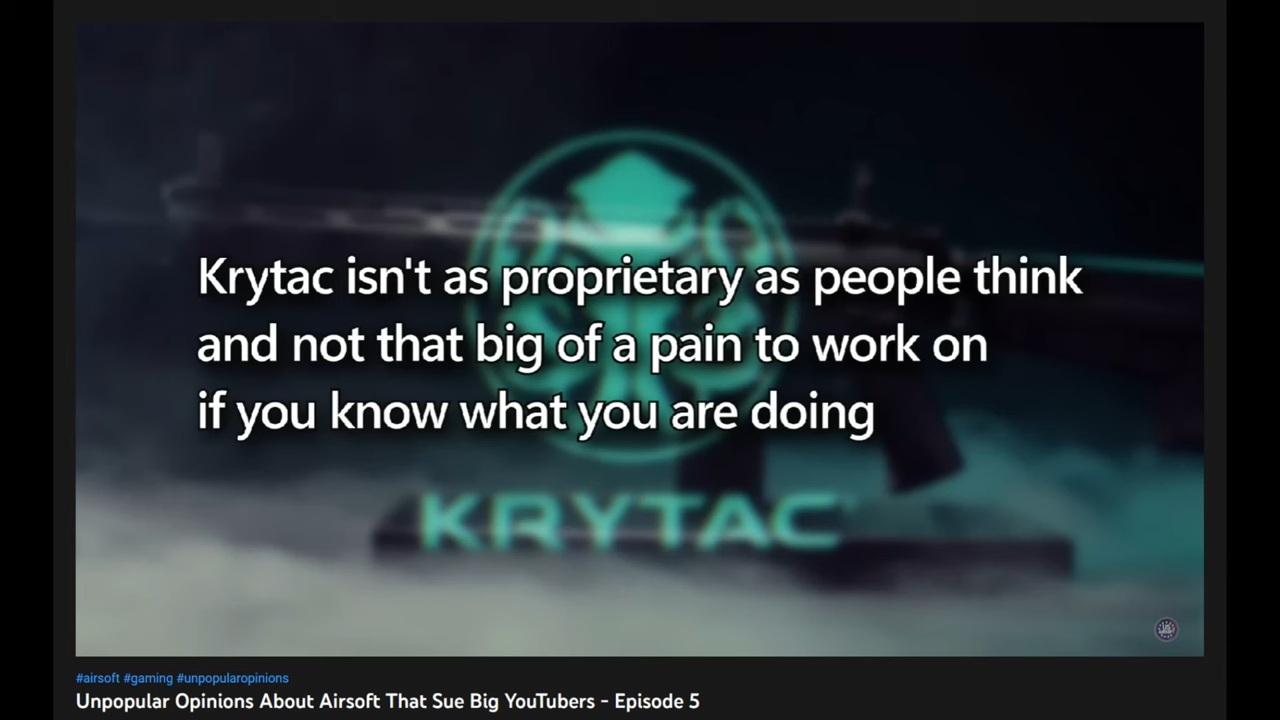 Krytac isn't as proprietary as people think
and not that big of a pain to work on
if you know what you are doing
KRYTAC
#airsoft #gaming #unpopularopinions
Unpopular Opinions About Airsoft That Sue Big YouTubers - Episode 5